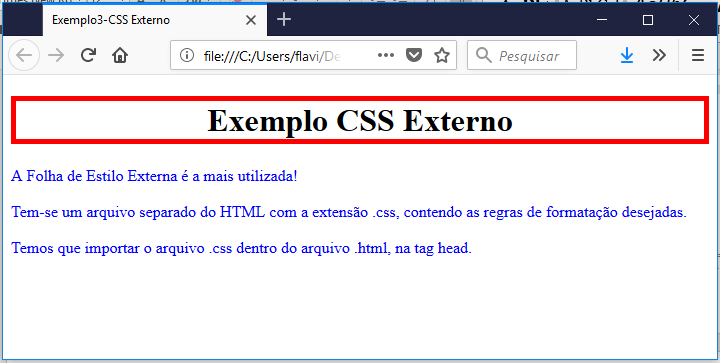 Exemplo3-CSS Externo
file:///C:/Users/flavi/De
Pesquisar
Exemplo CSS Externo
A Folha de Estilo Externa é a mais utilizada!
Tem-se um arquivo separado do HTML com a extensão .css, contendo as regras de formatação desejadas.
Temos que importar o arquivo .css dentro do arquivo .html, na tag head.